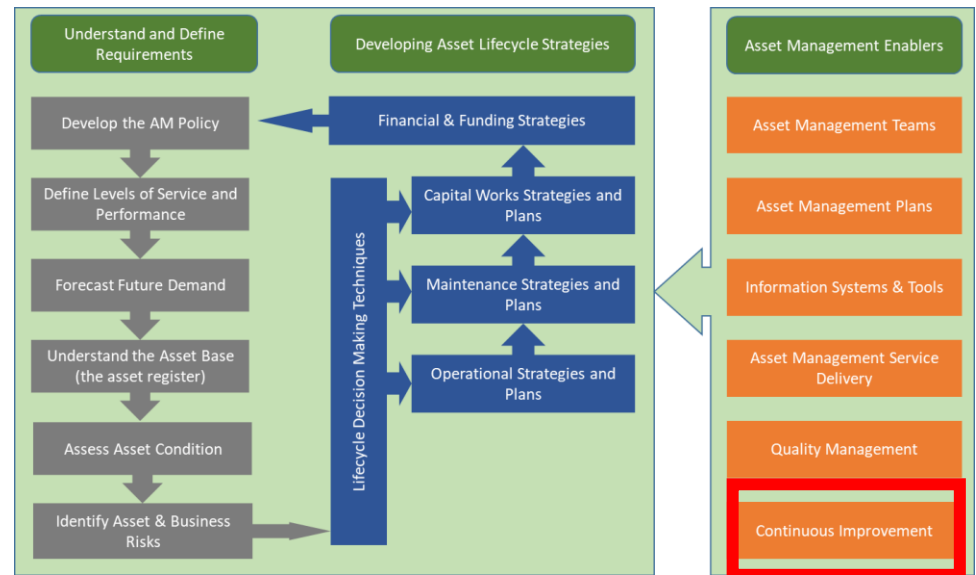 Understand and Define
Requirements
Developing Asset Lifecycle Strategies
Asset Management Enablers
Develop the AM Policy
Define Levels of Service and
Performance
Forecast Future Demand
Understand the Asset Base
(the asset register)
Assess Asset Condition
Identify Asset & Business
Risks
Lifecycle Decision Making Techniques
Financial & Funding Strategies
Capital Works Strategies and
Plans
Maintenance Strategies and
Plans
Operational Strategies and
Plans
Asset Management Teams
Asset Management Plans
Information Systems & Tools
Asset Management Service
Delivery
Quality Management
Continuous Improvement